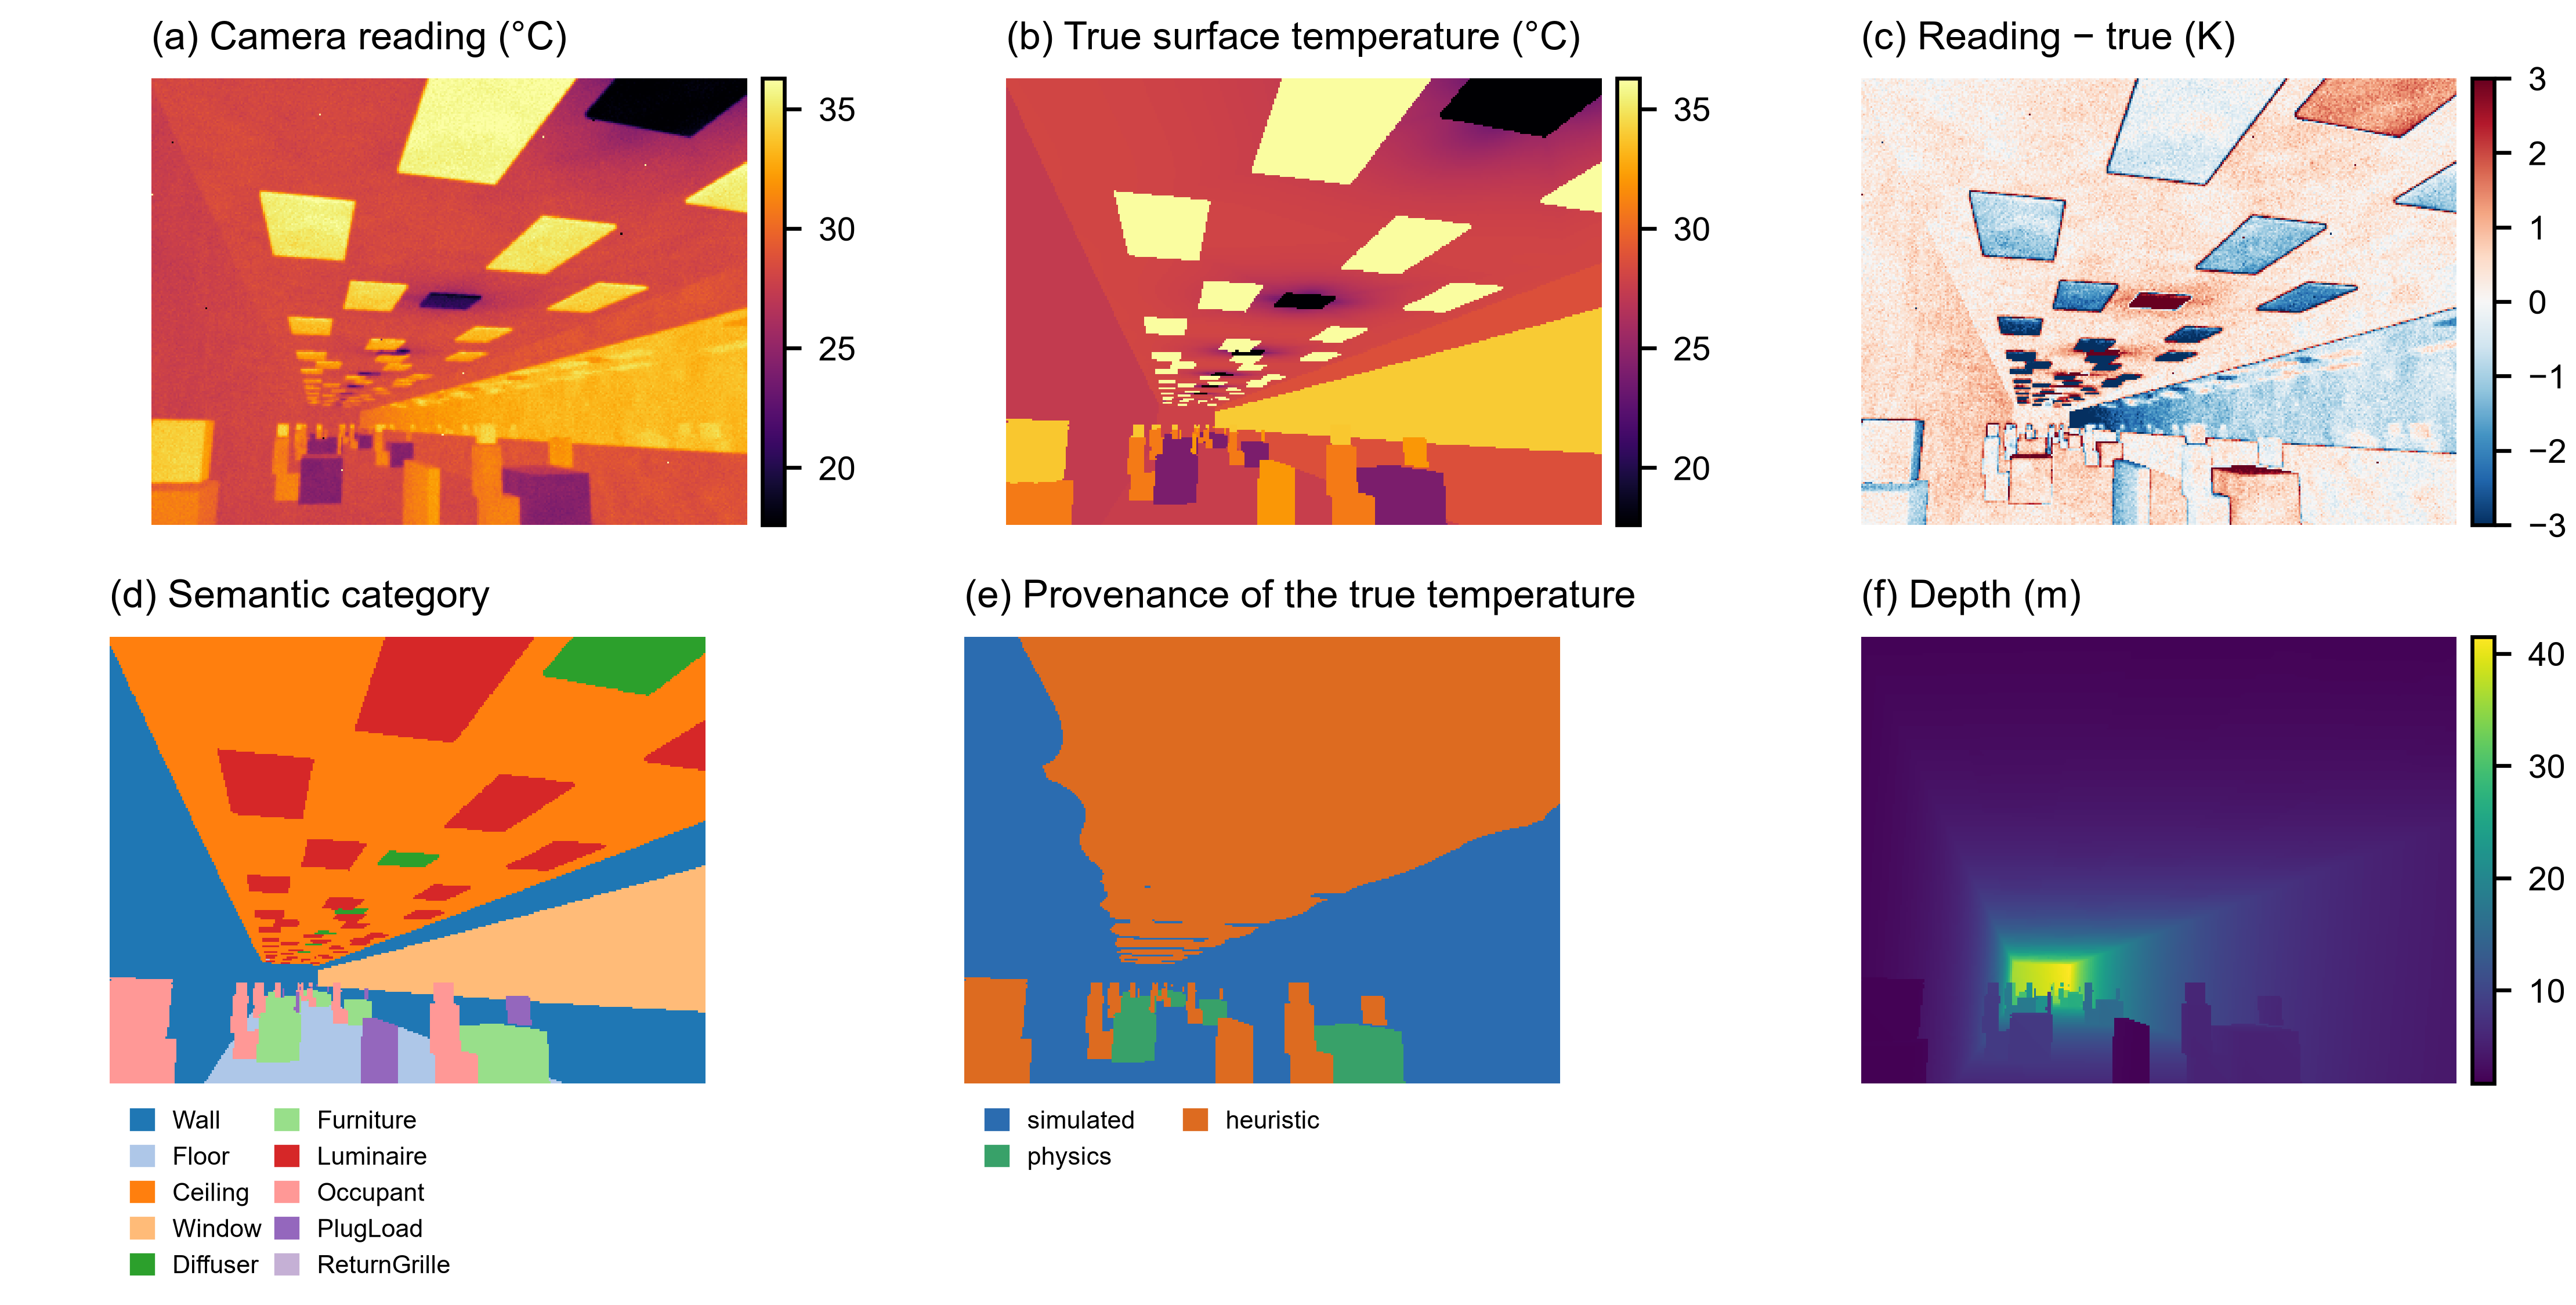 (a) Camera reading (°C)
35
30
25
20
(b) True surface temperature (°C)
35
30
25
20
(c) Reading − true (K)
3
2
1
0
−1
−2
−3
(d) Semantic category
Wall
Floor
Ceiling
Window
Diffuser
Furniture
Luminaire
Occupant
PlugLoad
ReturnGrille
(e) Provenance of the true temperature
simulated
physics
heuristic
(f) Depth (m)
40
30
20
10